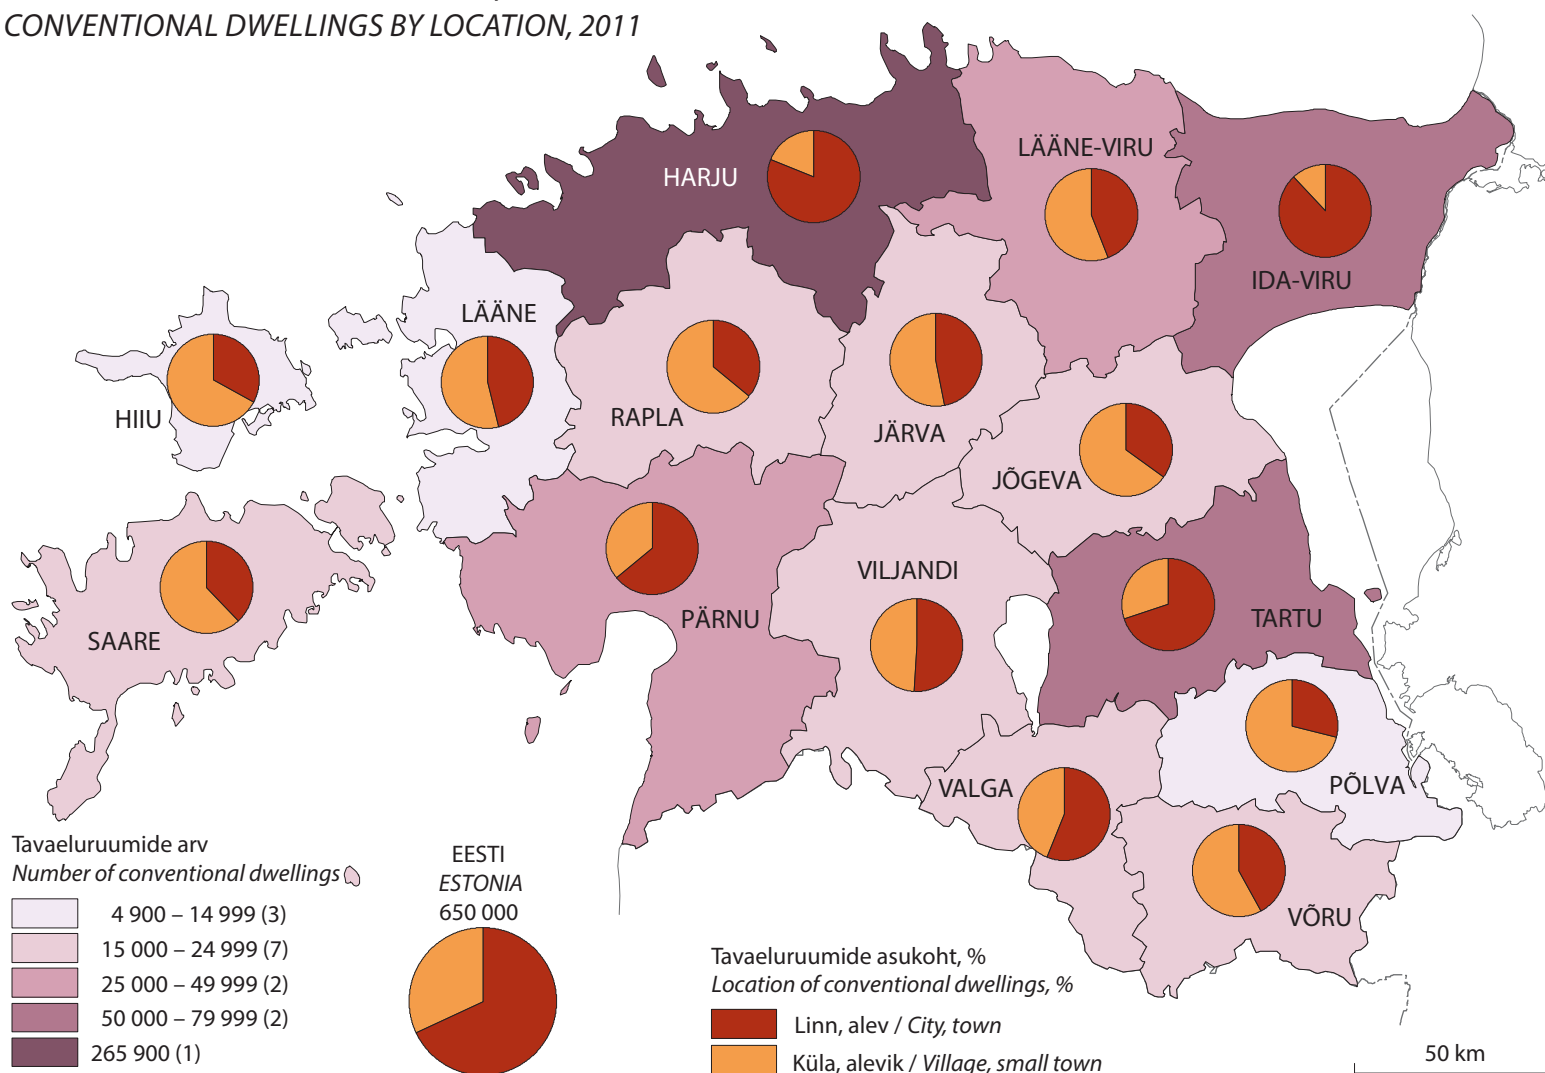 CONVENTIONAL DWELLINGS BY LOCATION, 2011
HARJU
LÄÄNE-VIRU
IDA-VIRU
LÄÄNE
HIIU
RAPLA
JÄRVA
JÕGEVA
SAARE
PÄRNU
VILJANDI
TARTU
VALGA
PÕLVA
VÕRU
Tavaeluruumide arv
Number of conventional dwellings
4 900 – 14 999 (3)
15 000 – 24 999 (7)
25 000 – 49 999 (2)
50 000 – 79 999 (2)
265 900 (1)
EESTI
ESTONIA
650 000
Tavaeluruumide asukoht, %
Location of conventional dwellings, %
Linn, alev / City, town
Küla, alevik / Village, small town
50 km